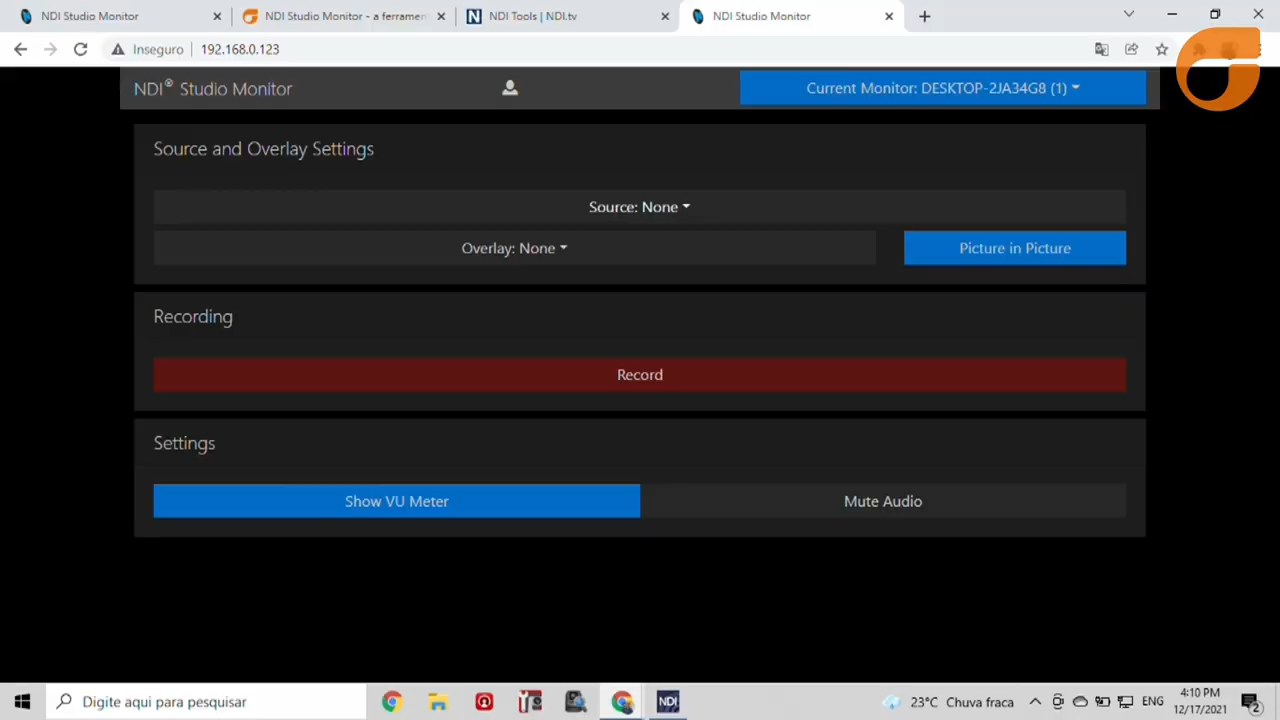 NDI Studio Monitor
NDI Studio Monitor - a ferramen
NDI Tools | NDI.tv
NDI Studio Monitor
Inseguro
192.168.0.123
NDI® Studio Monitor
Current Monitor: DESKTOP-2JA34G8 (1)
Source and Overlay Settings
Source: None
Overlay: None
Picture in Picture
Recording
Record
Settings
Show VU Meter
Mute Audio
Digite aqui para pesquisar
NDI
23°C Chuva fraca
ENG
4:10 PM
12/17/2021
2